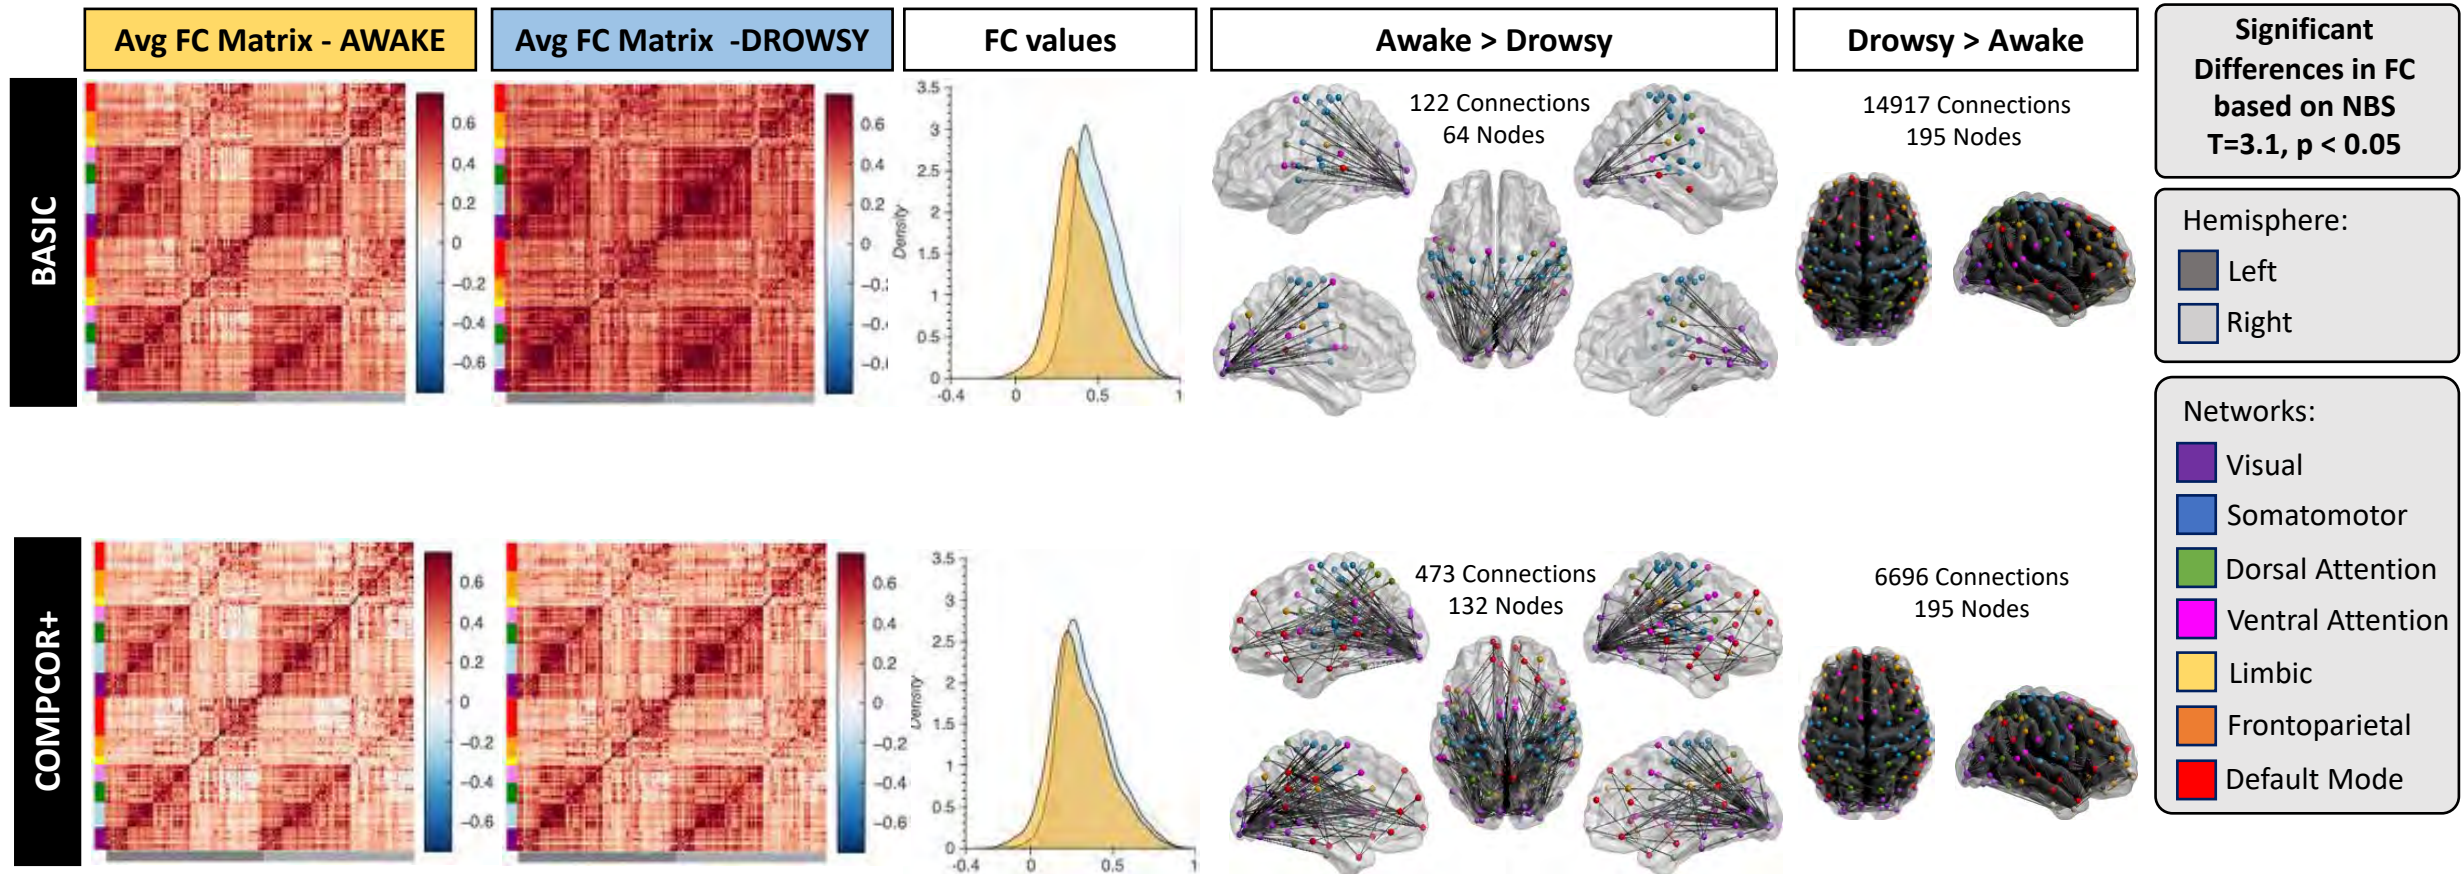 Avg FC Matrix - AWAKE
Avg FC Matrix -DROWSY
FC values
Awake > Drowsy
Drowsy > Awake
Significant
Differences in FC
based on NBS
T=3.1, p < 0.05
BASIC
0.6
0.4
0.2
0
−0.2
−0.4
−0.6
0.6
0.4
0.2
0
−0.2
−0.
−0.
Density
3.5
3
2.5
2
1.5
1
0.5
0
-0.4
0
0.5
1
122 Connections
64 Nodes
14917 Connections
195 Nodes
Hemisphere:
Left
Right
Networks:
Visual
Somatomotor
Dorsal Attention
Ventral Attention
Limbic
Frontoparietal
Default Mode
COMPCOR+
0.6
0.4
0.2
0
−0.2
−0.4
−0.6
0.6
0.4
0.2
0
−0.2
−0.4
−0.6
Density
3.5
3
2.5
2
1.5
1
0.5
0
-0.4
0
0.5
1
473 Connections
132 Nodes
6696 Connections
195 Nodes